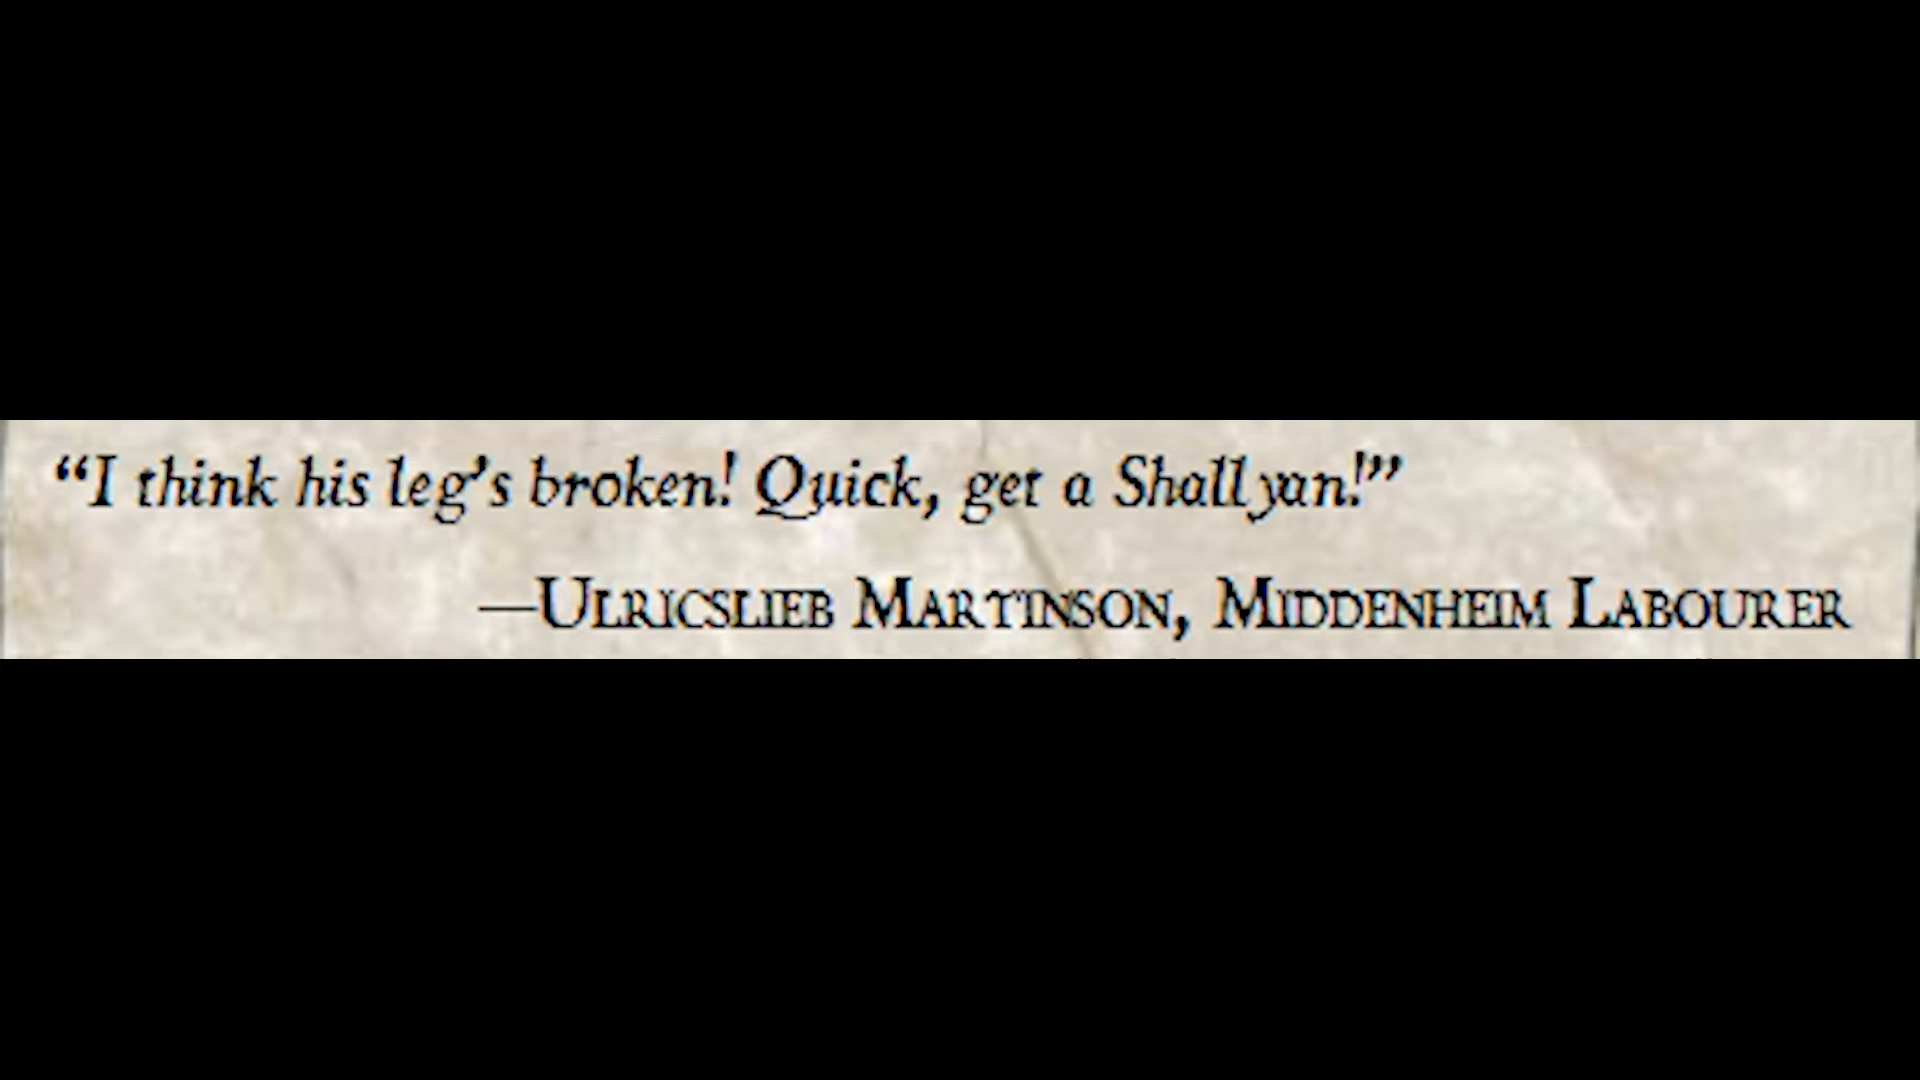 “I think his leg’s broken! Quick, get a Shallyan!”
—Ulricslieb Martinson, Middenheim Labourer